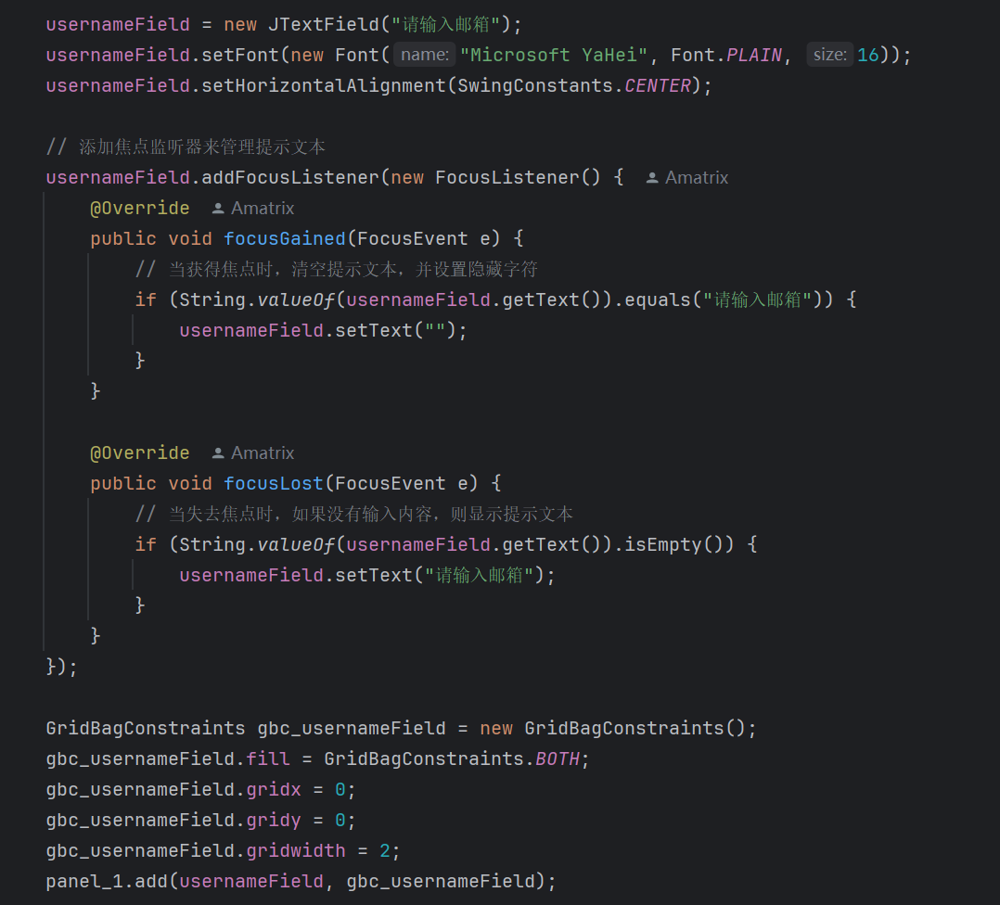 usernameField = new JTextField("请输入邮箱");
usernameField.setFont(new Font( name: "Microsoft YaHei", Font.PLAIN, size: 16));
usernameField.setHorizontalAlignment(SwingConstants.CENTER);
// 添加焦点监听器来管理提示文本
usernameField.addFocusListener(new FocusListener() { Amatrix
@Override Amatrix
public void focusGained(FocusEvent e) {
// 当获得焦点时，清空提示文本，并设置隐藏字符
if (String.valueOf(usernameField.getText()).equals("请输入邮箱")) {
usernameField.setText("");
}
}
@Override Amatrix
public void focusLost(FocusEvent e) {
// 当失去焦点时，如果没有输入内容，则显示提示文本
if (String.valueOf(usernameField.getText()).isEmpty()) {
usernameField.setText("请输入邮箱");
}
}
});
GridBagConstraints gbc_usernameField = new GridBagConstraints();
gbc_usernameField.fill = GridBagConstraints.BOTH;
gbc_usernameField.gridx = 0;
gbc_usernameField.gridy = 0;
gbc_usernameField.gridwidth = 2;
panel_1.add(usernameField, gbc_usernameField);